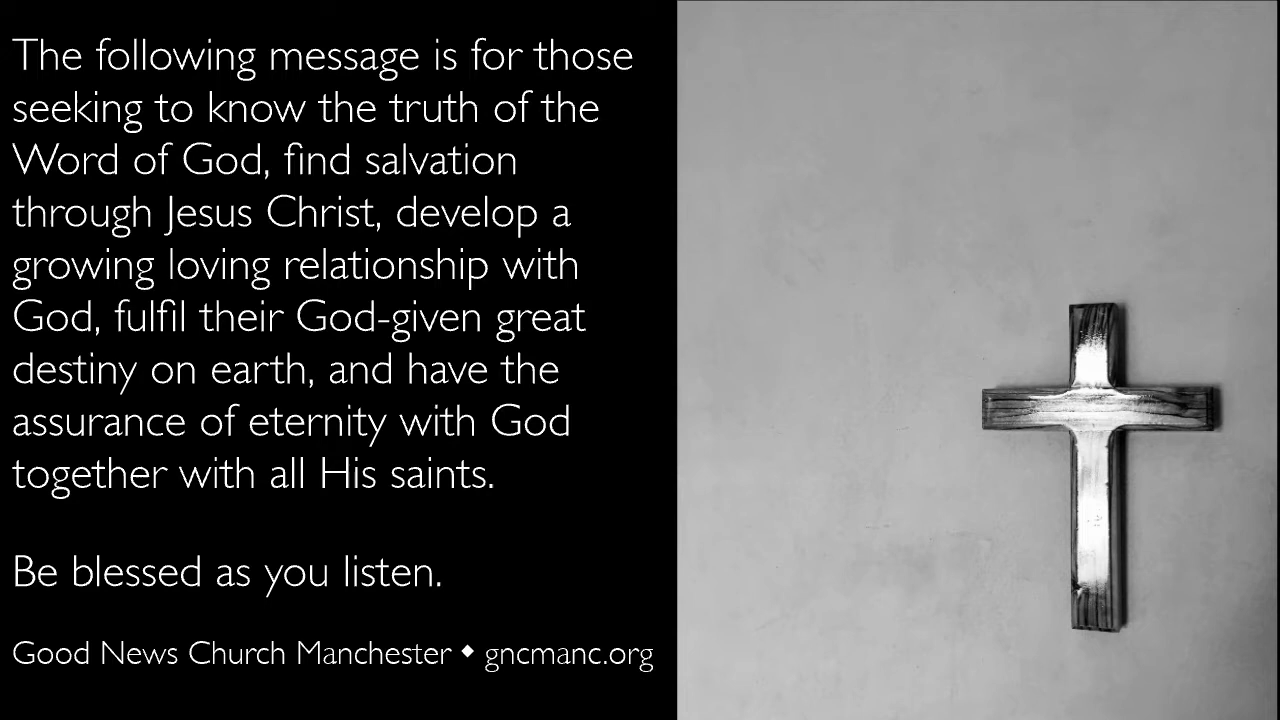 The following message is for those
seeking to know the truth of the
Word of God, find salvation
through Jesus Christ, develop a
growing loving relationship with
God, fulfil their God-given great
destiny on earth, and have the
assurance of eternity with God
together with all His saints.
Be blessed as you listen.
Good News Church Manchester ⬥ gncmanc.org